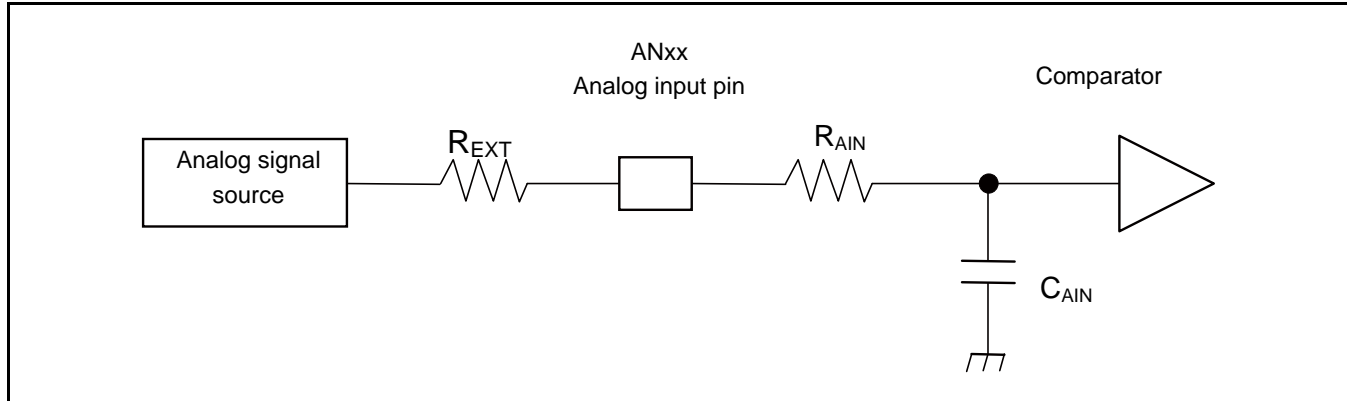 ANxx
Analog input pin
Comparator
Analog signal
source
REXT
RAIN
CAIN